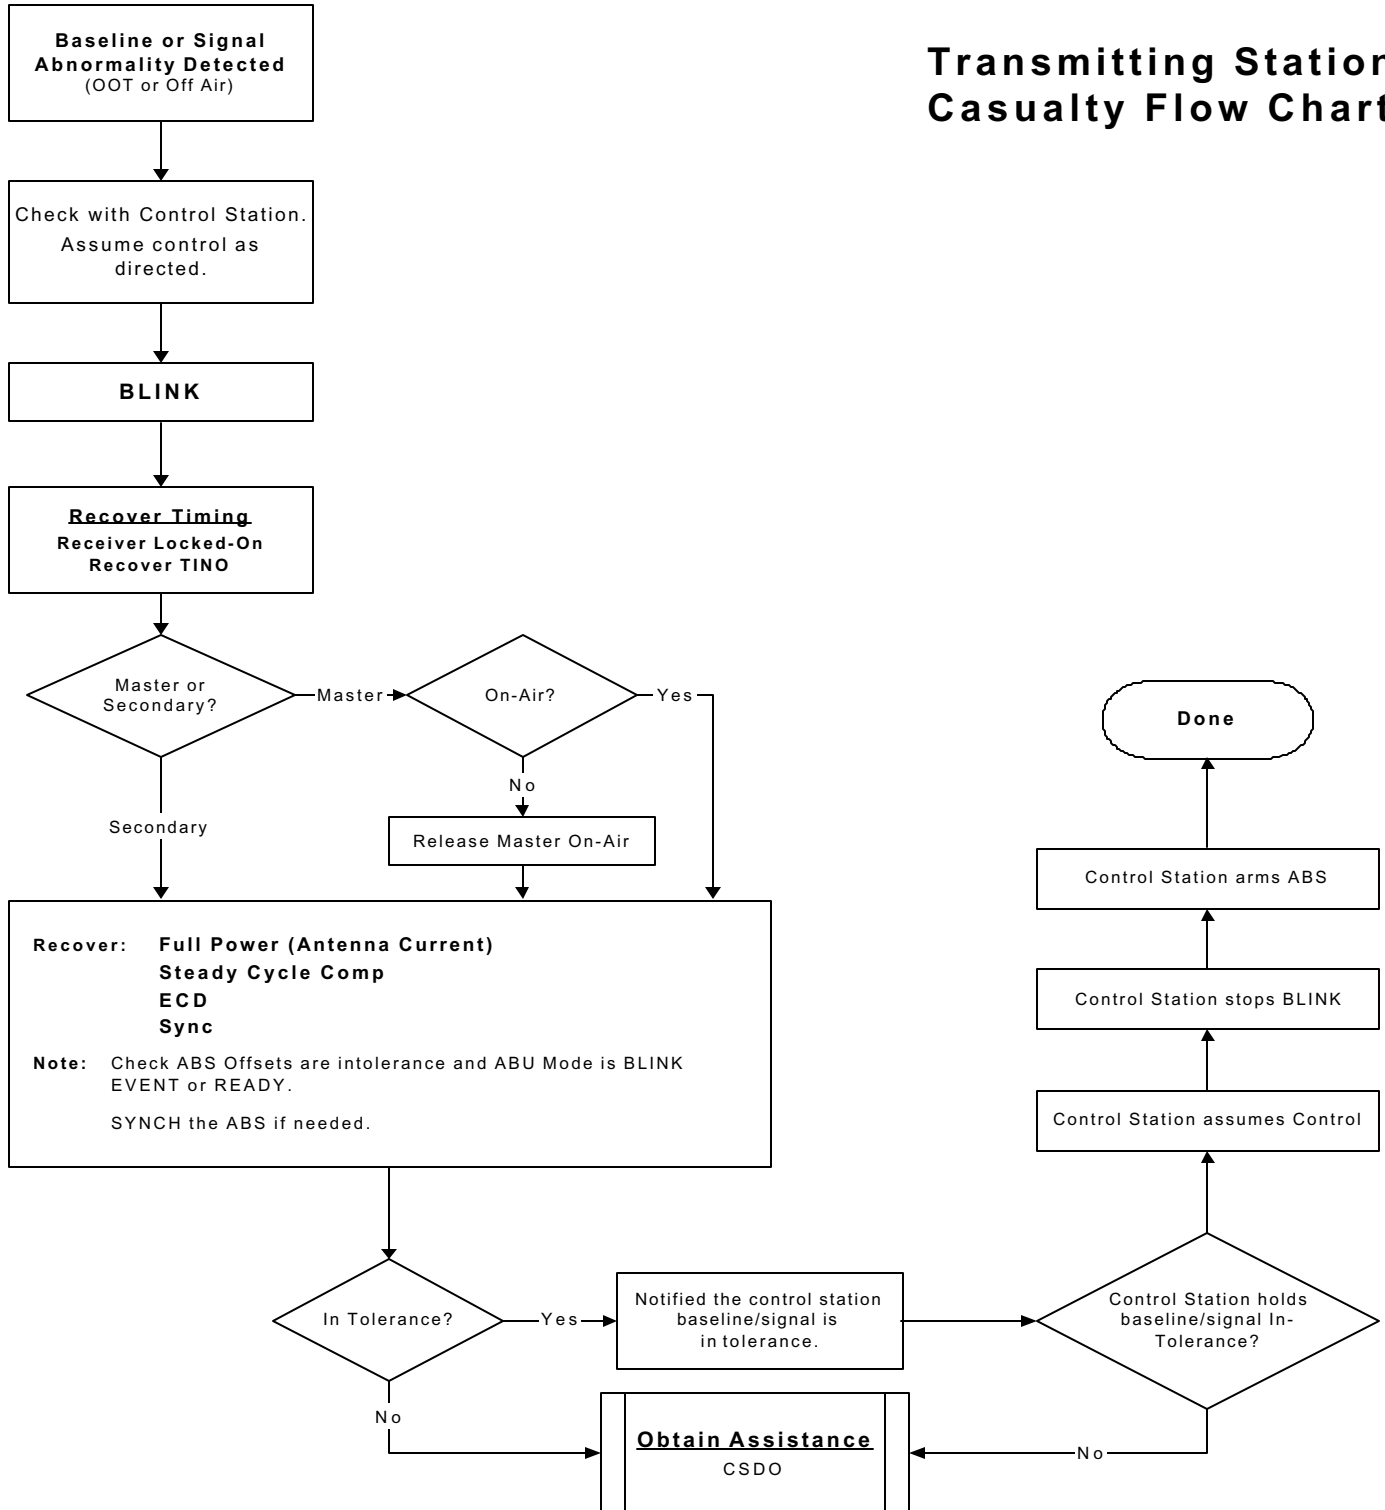 Transmitting Station
Casualty Flow Chart
Baseline or Signal
Abnormality Detected
(OOT or Off Air)
Check with Control Station.
Assume control as
directed.
BLINK
Recover Timing
Receiver Locked-On
Recover TINO
Master or
Secondary?
Master
On-Air?
Yes
No
Secondary
Release Master On-Air
Recover: Full Power (Antenna Current)
Steady Cycle Comp
ECD
Sync
Note: Check ABS Offsets are intolerance and ABU Mode is BLINK
EVENT or READY.
SYNCH the ABS if needed.
In Tolerance?
Yes
No
Notified the control station
baseline/signal is
in tolerance.
Control Station holds
baseline/signal In-
Tolerance?
No
Obtain Assistance
CSDO
Control Station assumes Control
Control Station stops BLINK
Control Station arms ABS
Done